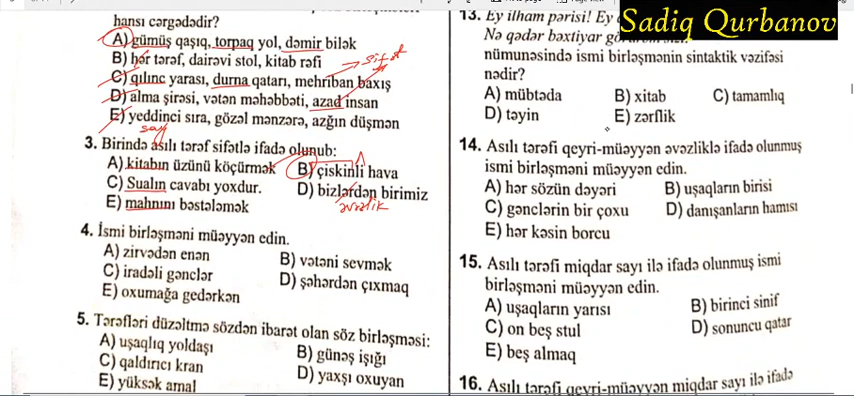 hansı cərgədədir?
A) gümüş qaşıq, torpaq yol, dəmir bilək
B) hər tərəf, dairəvi stol, kitab rəfi
C) qılınc yarası, durna qatarı, mehriban baxış
D) alma şirəsi, vətən məhəbbəti, azad insan
E) yeddinci sıra, gözəl mənzərə, azğın düşmən
sifət
say
3. Birində asılı tərəf sifətlə ifadə olunub:
A) kitabın üzünü köçürmək
B) çiskinli hava
C) Sualın cavabı yoxdur.
D) bizlərdən birimiz
E) mahnını bəstələmək
əvəzlik
4. İsmi birləşməni müəyyən edin.
A) zirvədən enən
B) vətəni sevmək
C) iradəli gənclər
D) şəhərdən çıxmaq
E) oxumağa gedərkən
5. Tərəfləri düzəltmə sözdən ibarət olan söz birləşməsi:
A) uşaqlıq yoldaşı
B) günəş işığı
C) qaldırıcı kran
D) yaxşı oxuyan
E) yüksək amal
Sadiq Qurbanov
13. Ey ilham pərisi! Ey
Nə qədər bəxtiyar
nümunəsində ismi birləşmənin sintaktik vəzifəsi
nədir?
A) mübtəda
B) xitab
C) tamamlıq
D) təyin
E) zərflik
14. Asılı tərəfi qeyri-müəyyən əvəzliklə ifadə olunmuş
ismi birləşməni müəyyən edin.
A) hər sözün dəyəri
B) uşaqların birisi
C) gənclərin bir çoxu
D) danışanların hamısı
E) hər kəsin borcu
15. Asılı tərəfi miqdar sayı ilə ifadə olunmuş ismi
birləşməni müəyyən edin.
A) uşaqların yarısı
B) birinci sinif
C) on beş stul
D) sonuncu qatar
E) beş almaq
16. Asılı tərəfi qeyri-müəyyən miqdar sayı ilə ifadə